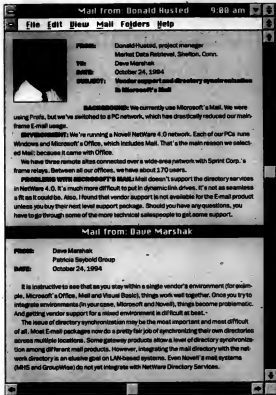 Mail from: Donald Husted 9:00 am
File Edit View Mail Folders Help
FROM: Donald Husted, project manager
Market Data Retrieval, Shelton, Conn.
TO: Dave Marshak
DATE: October 24, 1994
SUBJECT: Vendor support and directory synchronization
in Microsoft's Mail
BACKGROUND: We currently use Microsoft's Mail. We were
using Profs, but we've switched to a PC network, which has drastically reduced our main-
frame E-mail usage.
ENVIRONMENT: We're running a Novell NetWare 4.0 network. Each of our PCs runs
Windows and Microsoft's Office, which includes Mail. That's the main reason we select-
ed Mail: because it came with Office.
We have three remote sites connected over a wide-area network with Sprint Corp.'s
frame relays. Between all our offices, we have about 170 users.
PROBLEMS WITH MICROSOFT'S MAIL: Mail doesn't support the directory services
in NetWare 4.0. It's much more difficult to put in dynamic link drivers. It's not as seamless
a fit as it could be. Also, I found that vendor support is not available for the E-mail product
unless you buy their next level support package. Should you have any questions, you
have to go through some of the more technical salespeople to get some support.
Mail from: Dave Marshak
FROM: Dave Marshak
Patricia Seybold Group
DATE: October 24, 1994
It is instructive to see that as you stay within a single vendor's environment (for exam-
ple, Microsoft's Office, Mail and Visual Basic), things work well together. Once you try to
integrate environments (in your case, Microsoft and Novell), things become problematic.
And getting vendor support for a mixed environment is difficult at best.
The issue of directory synchronization may be the most important and most difficult
of all. Most E-mail packages now do a pretty fair job of synchronizing their own directories
across multiple locations. Some gateway products allow a level of directory synchroniza-
tion among different mail products. However, integrating the mail directory with the net-
work directory is an elusive goal on LAN-based systems. Even Novell's mail systems
(MHS and GroupWise) do not yet integrate with NetWare Directory Services.